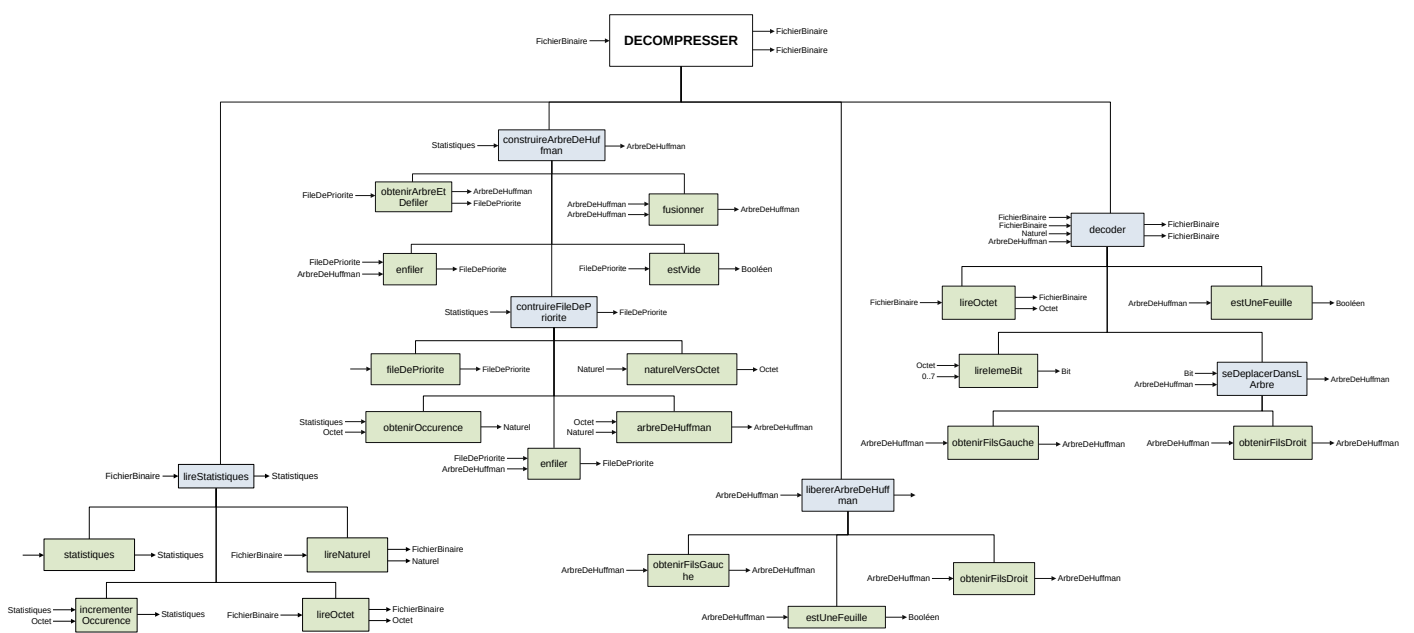 FichierBinaire
DECOMPRESSER
FichierBinaire
FichierBinaire
Statistiques
construireArbreDeHuf
fman
ArbreDeHuffman
FileDePriorite
obtenirArbreEt
Defiler
ArbreDeHuffman
FileDePriorite
ArbreDeHuffman
ArbreDeHuffman
fusionner
ArbreDeHuffman
FileDePriorite
ArbreDeHuffman
enfiler
FileDePriorite
FileDePriorite
estVide
Booléen
Statistiques
contruireFileDeP
riorite
FileDePriorite
fileDePriorite
FileDePriorite
Naturel
naturelVersOctet
Octet
Statistiques
Octet
obtenirOccurence
Naturel
Octet
Naturel
arbreDeHuffman
ArbreDeHuffman
FileDePriorite
ArbreDeHuffman
enfiler
FileDePriorite
FichierBinaire
FichierBinaire
Naturel
ArbreDeHuffman
decoder
FichierBinaire
FichierBinaire
FichierBinaire
lireOctet
FichierBinaire
Octet
ArbreDeHuffman
estUneFeuille
Booléen
Octet
0..7
lireIemeBit
Bit
Bit
ArbreDeHuffman
seDeplacerDansL
Arbre
ArbreDeHuffman
ArbreDeHuffman
obtenirFilsGauche
ArbreDeHuffman
ArbreDeHuffman
obtenirFilsDroit
ArbreDeHuffman
FichierBinaire
lireStatistiques
Statistiques
statistiques
Statistiques
FichierBinaire
lireNaturel
FichierBinaire
Naturel
Statistiques
Octet
incrementer
Occurence
Statistiques
FichierBinaire
lireOctet
FichierBinaire
Octet
ArbreDeHuffman
libererArbreDeHuff
man
ArbreDeHuffman
obtenirFilsGauc
he
ArbreDeHuffman
ArbreDeHuffman
obtenirFilsDroit
ArbreDeHuffman
ArbreDeHuffman
estUneFeuille
Booléen